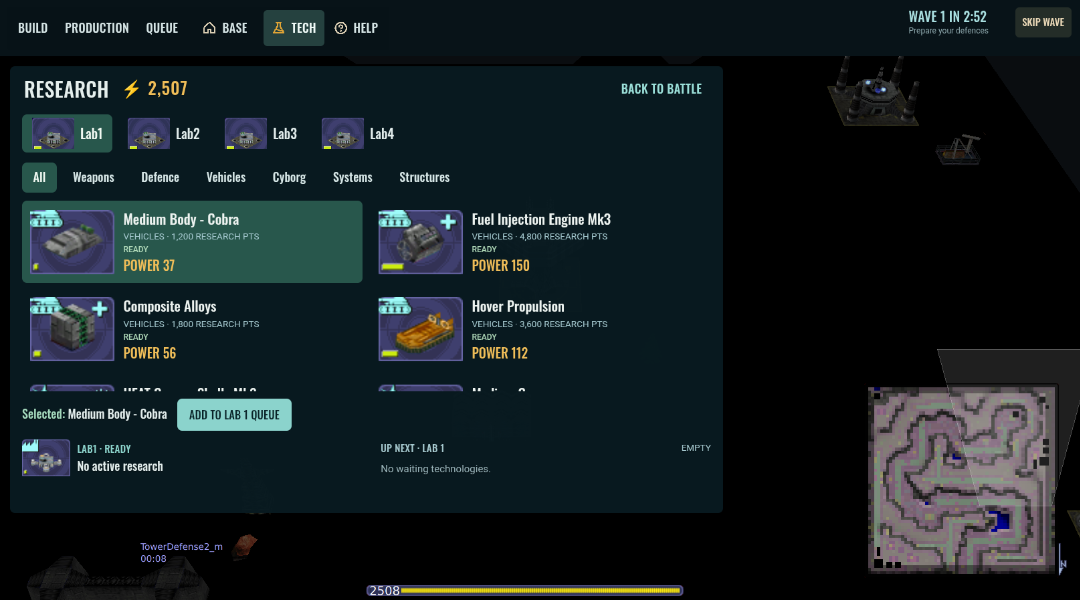 BUILD
PRODUCTION
QUEUE
BASE
TECH
HELP
WAVE 1 IN 2:52
Prepare your defences
SKIP WAVE
RESEARCH
2,507
BACK TO BATTLE
Lab1
Lab2
Lab3
Lab4
All
Weapons
Defence
Vehicles
Cyborg
Systems
Structures
Medium Body - Cobra
VEHICLES · 1,200 RESEARCH PTS
READY
POWER 37
Fuel Injection Engine Mk3
VEHICLES · 4,800 RESEARCH PTS
READY
POWER 150
Composite Alloys
VEHICLES · 1,800 RESEARCH PTS
READY
POWER 56
Hover Propulsion
VEHICLES · 3,600 RESEARCH PTS
READY
POWER 112
Selected: Medium Body - Cobra
ADD TO LAB 1 QUEUE
LAB1 · READY
No active research
UP NEXT · LAB 1
EMPTY
No waiting technologies.
TowerDefense2_m
00:08
2508
N